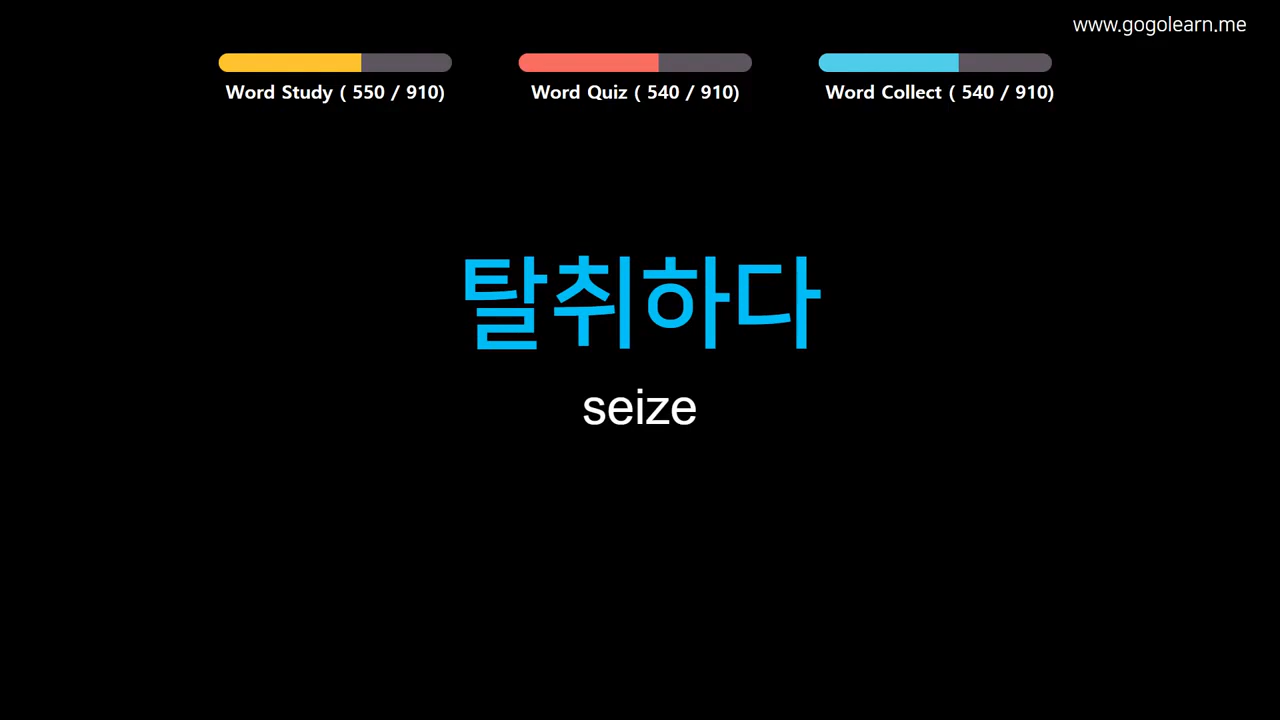 www.gogolearn.me
Word Study ( 550 / 910)
Word Quiz ( 540 / 910)
Word Collect ( 540 / 910)
탈취하다
seize